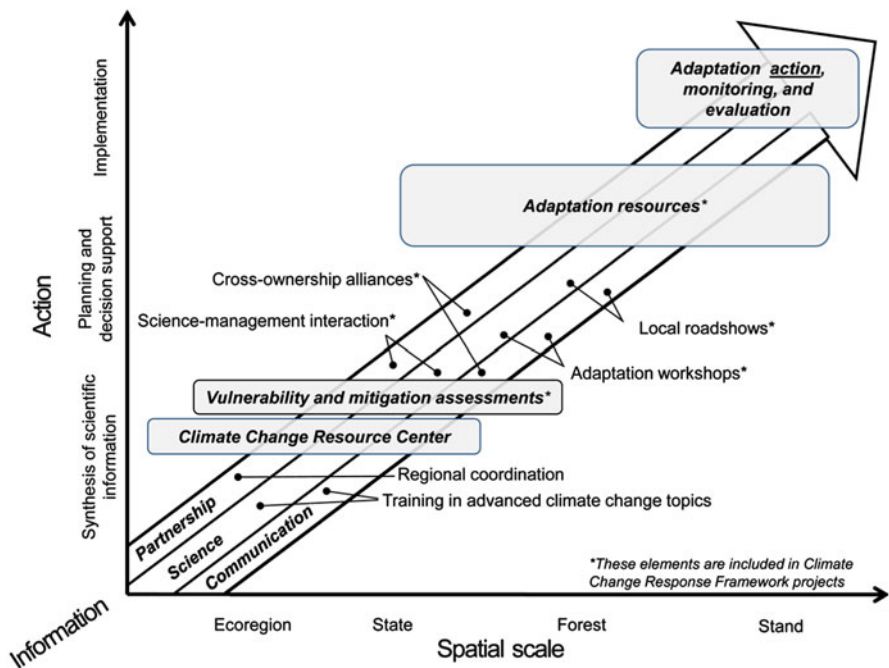 Adaptation action,
monitoring, and
evaluation
Adaptation resources*
Cross-ownership alliances*
Science-management interaction*
Local roadshows*
Adaptation workshops*
Vulnerability and mitigation assessments*
Climate Change Resource Center
Regional coordination
Training in advanced climate change topics
Partnership
Science
Communication
*These elements are included in Climate
Change Response Framework projects
Action
Implementation
Planning and
decision support
Synthesis of scientific
information
Information
Ecoregion
State
Forest
Stand
Spatial scale